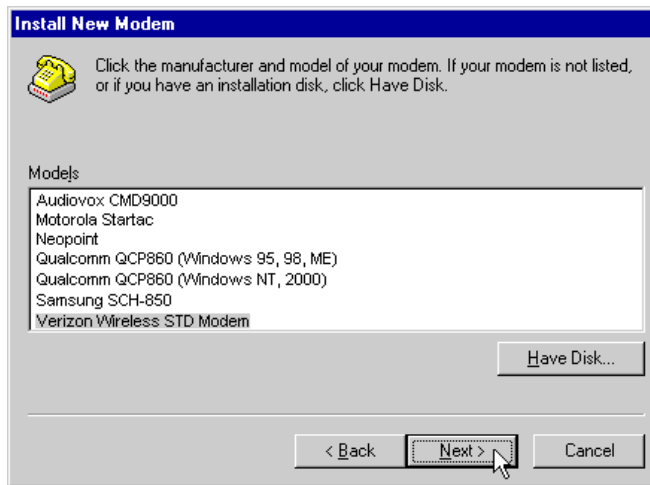 Install New Modem
Click the manufacturer and model of your modem. If your modem is not listed,
or if you have an installation disk, click Have Disk.
Models
Audiovox CMD9000
Motorola Startac
Neopoint
Qualcomm QCP860 (Windows 95, 98, ME)
Qualcomm QCP860 (Windows NT, 2000)
Samsung SCH-850
Verizon Wireless STD Modem
Have Disk...
< Back Next > Cancel